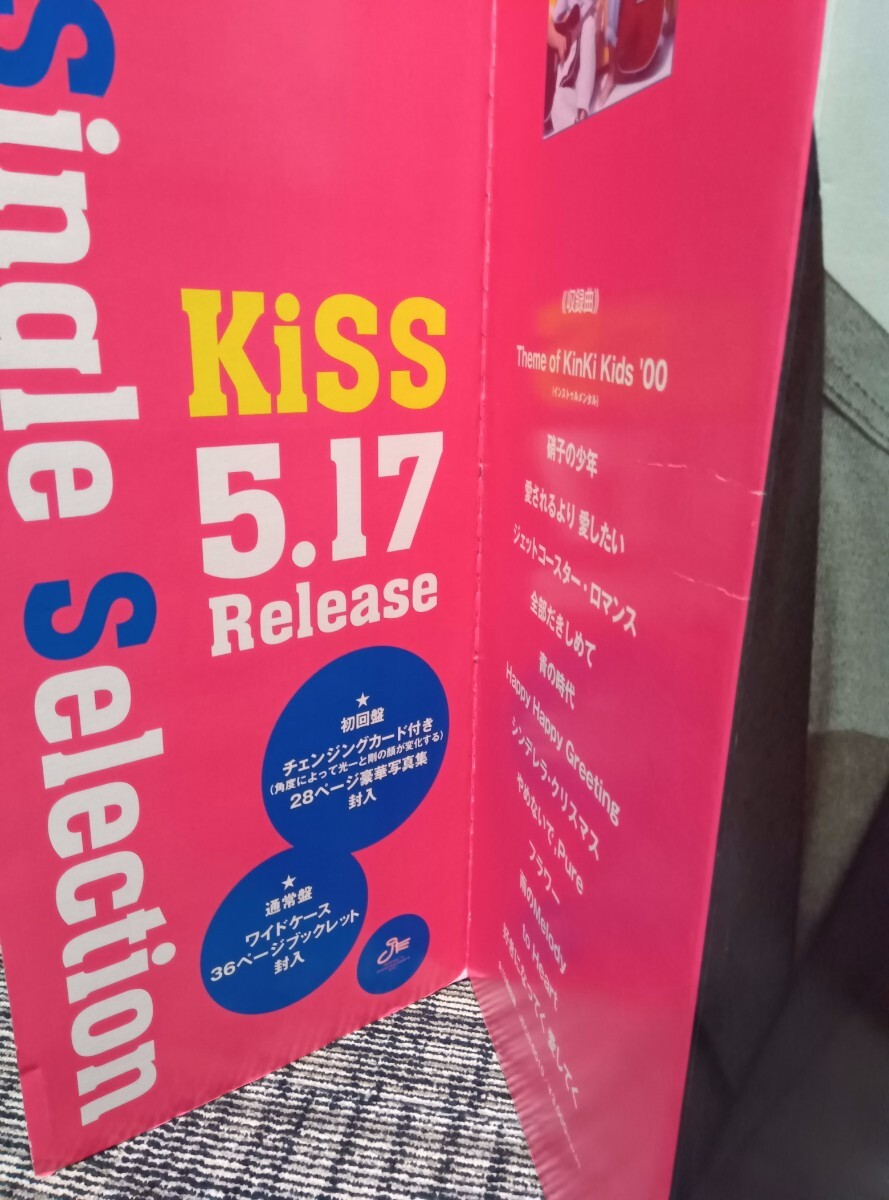 Single Selection
KiSS
5.17
Release
★
初回盤
チェンジングカード付き
(角度によって光一と剛の顔が変化する)
28ページ豪華写真集
封入
★
通常盤
ワイドケース
36ページブックレット
封入
《収録曲》
Theme of KinKi Kids '00
(インストゥルメンタル)
硝子の少年
愛されるより 愛したい
ジェットコースター・ロマンス
全部だきしめて
青の時代
Happy Happy Greeting
シンデレラ・クリスマス
やめないで,Pure
フラワー
雨のMelody
to Heart
好きになってく 愛してく